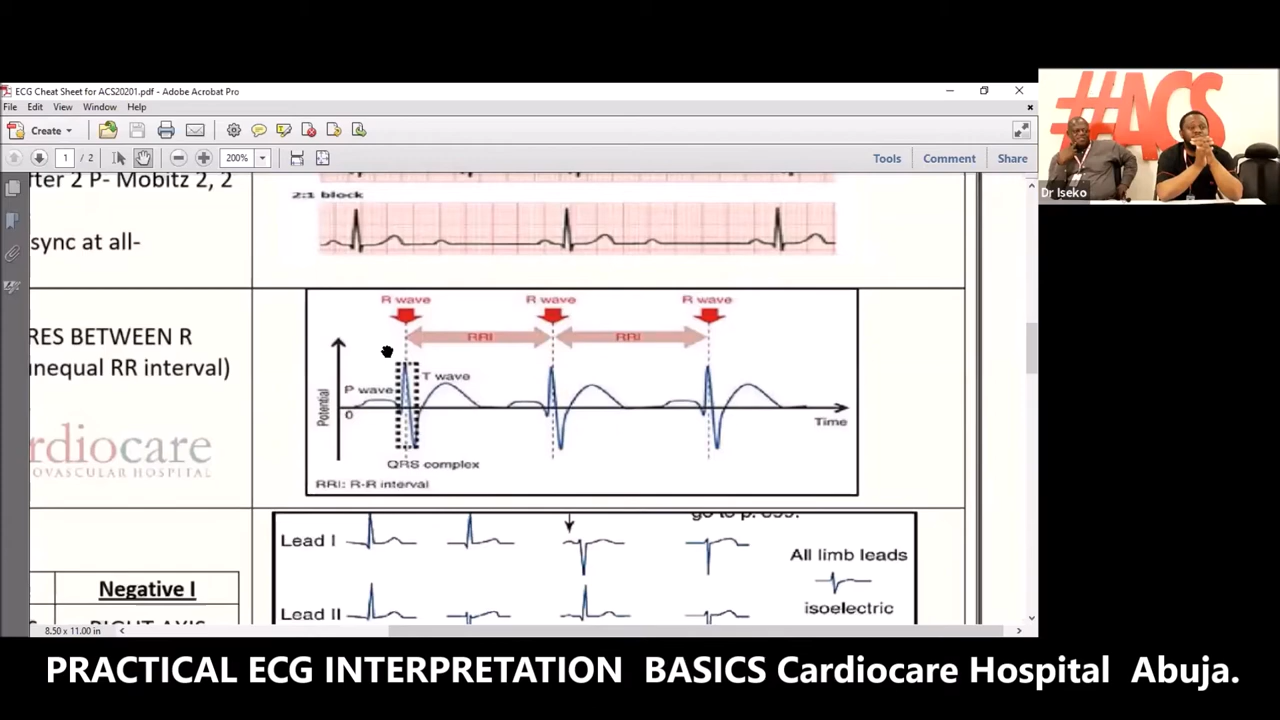 ECG Cheat Sheet for ACS20201.pdf - Adobe Acrobat Pro
File Edit View Window Help
Create
1 / 2
200%
Tools Comment Share
fter 2 P- Mobitz 2, 2
sync at all-
2:1 block
RES BETWEEN R
unequal RR interval)
rdiocare
OVASCULAR HOSPITAL
R wave R wave R wave
RRI RRI
P wave T wave
Potential
0
Time
QRS complex
RRI: R-R interval
Lead I
Lead II
All limb leads
isoelectric
Negative I
8.50 x 11.00 in
#ACS
Dr Iseko
PRACTICAL ECG INTERPRETATION BASICS Cardiocare Hospital Abuja.